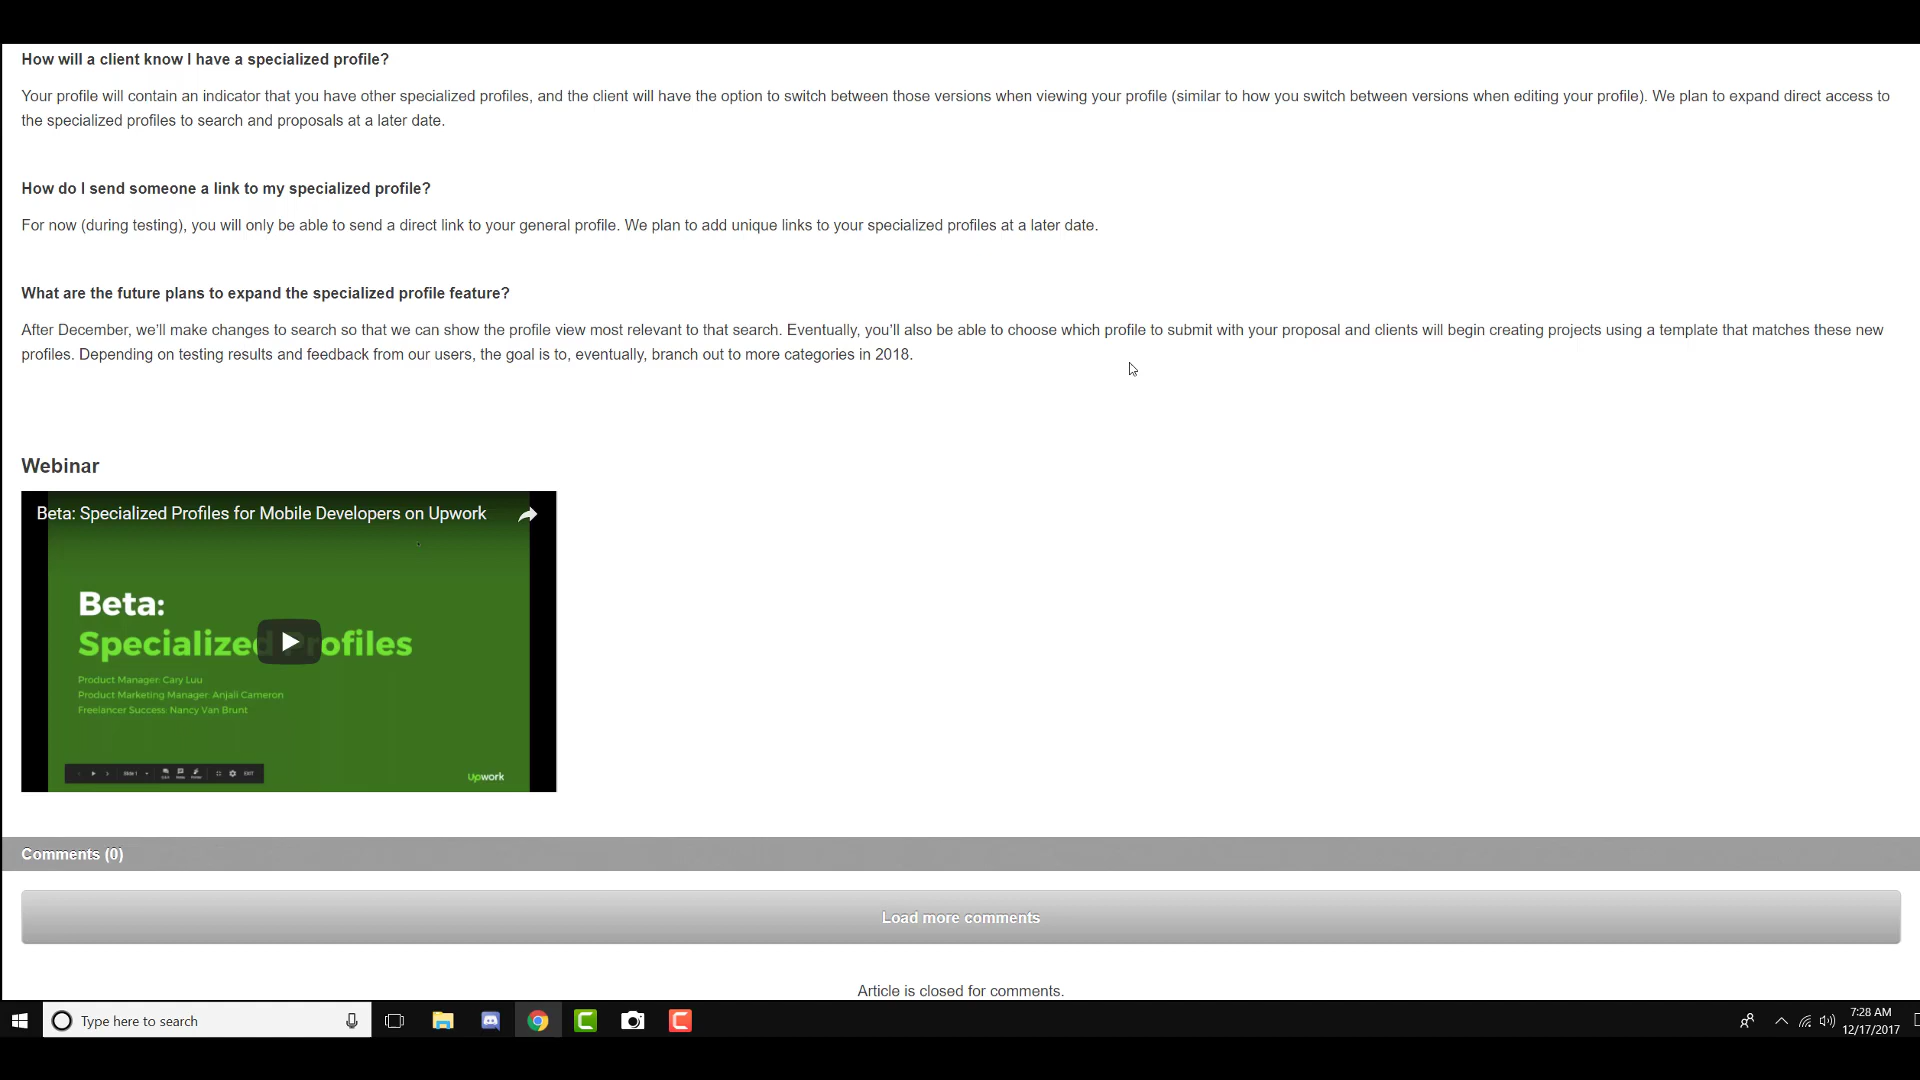 How will a client know I have a specialized profile?
Your profile will contain an indicator that you have other specialized profiles, and the client will have the option to switch between those versions when viewing your profile (similar to how you switch between versions when editing your profile). We plan to expand direct access to
the specialized profiles to search and proposals at a later date.
How do I send someone a link to my specialized profile?
For now (during testing), you will only be able to send a direct link to your general profile. We plan to add unique links to your specialized profiles at a later date.
What are the future plans to expand the specialized profile feature?
After December, we'll make changes to search so that we can show the profile view most relevant to that search. Eventually, you'll also be able to choose which profile to submit with your proposal and clients will begin creating projects using a template that matches these new
profiles. Depending on testing results and feedback from our users, the goal is to, eventually, branch out to more categories in 2018.
Webinar
Beta: Specialized Profiles for Mobile Developers on Upwork
Beta:
Specialized Profiles
Product Manager: Cary Luu
Product Marketing Manager: Anjali Cameron
Freelancer Success: Nancy Van Brunt
Slide 1
EXIT
Upwork
Comments (0)
Load more comments
Article is closed for comments.
Type here to search
7:28 AM
12/17/2017